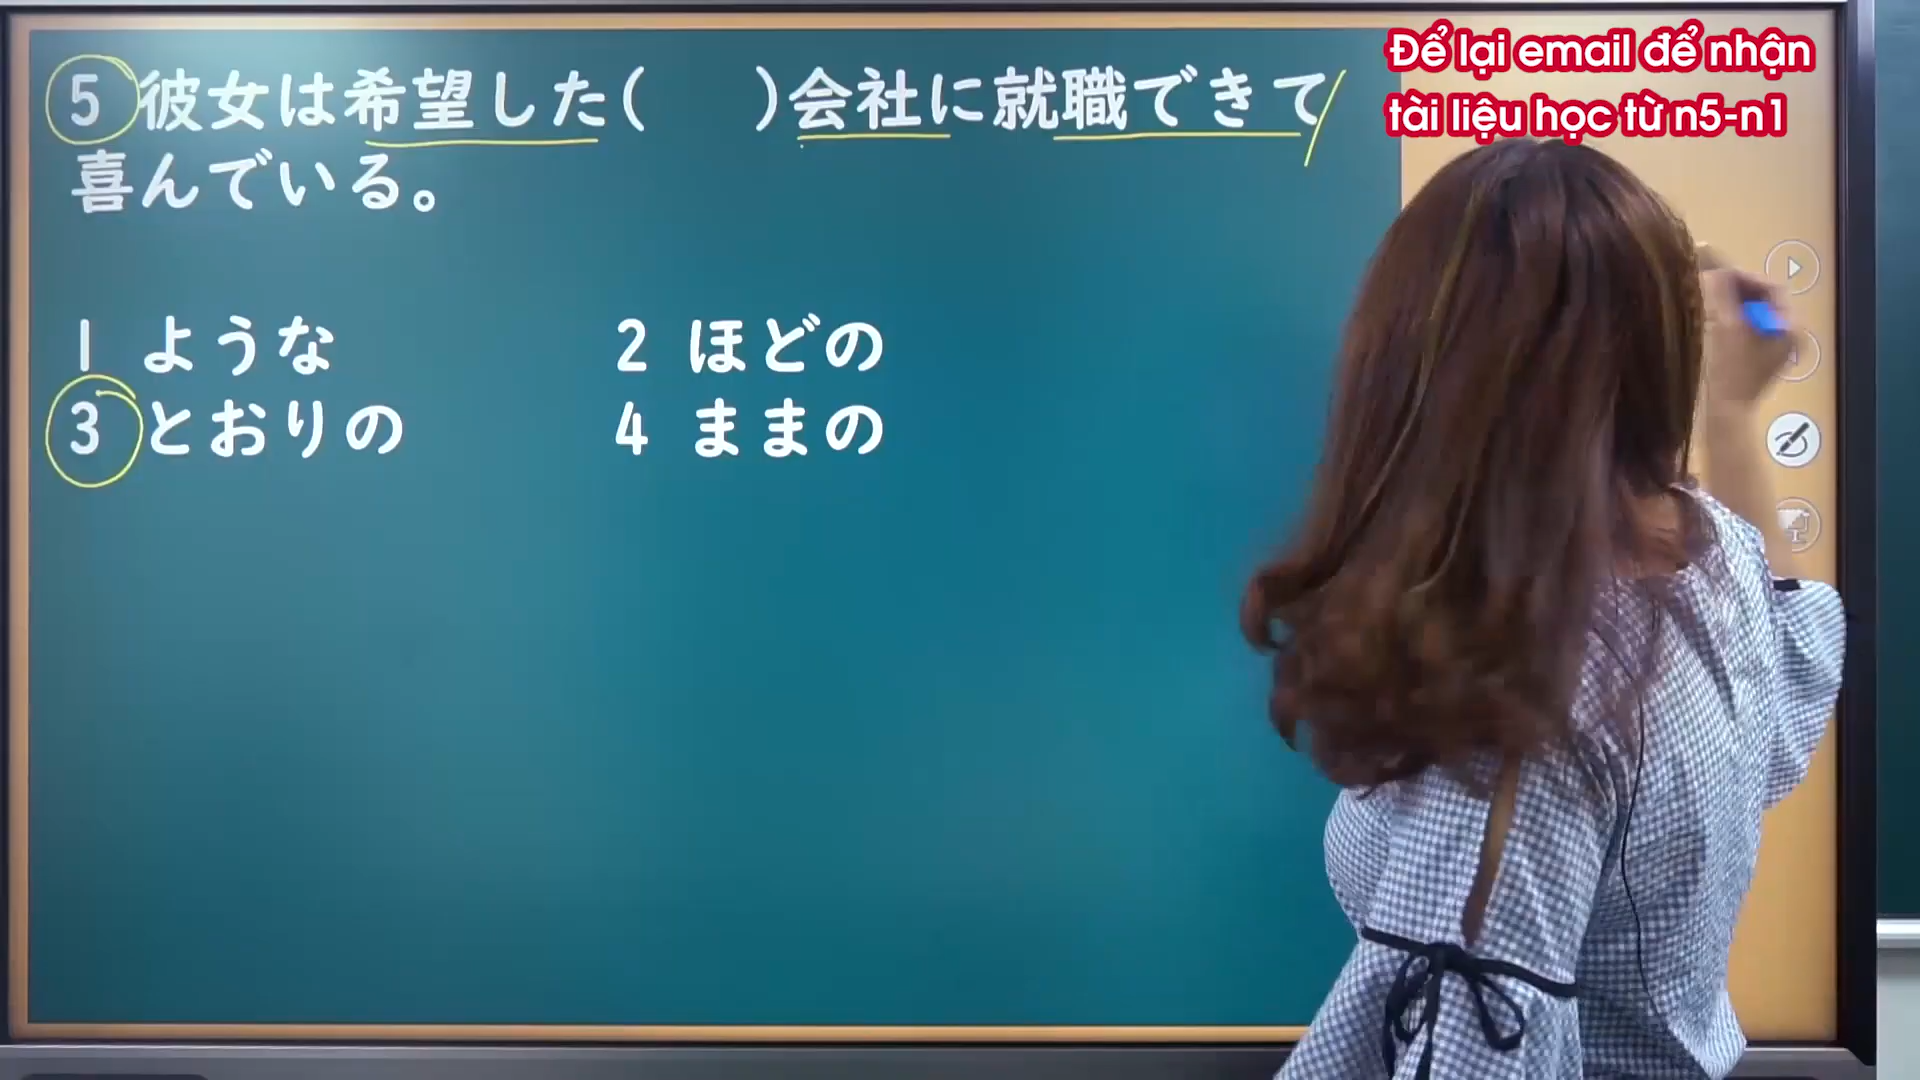 5 彼女は希望した(　　)会社に就職できて
喜んでいる。
1 ような 2 ほどの
3 とおりの 4 ままの
Để lại email để nhận
tài liệu học từ n5-n1